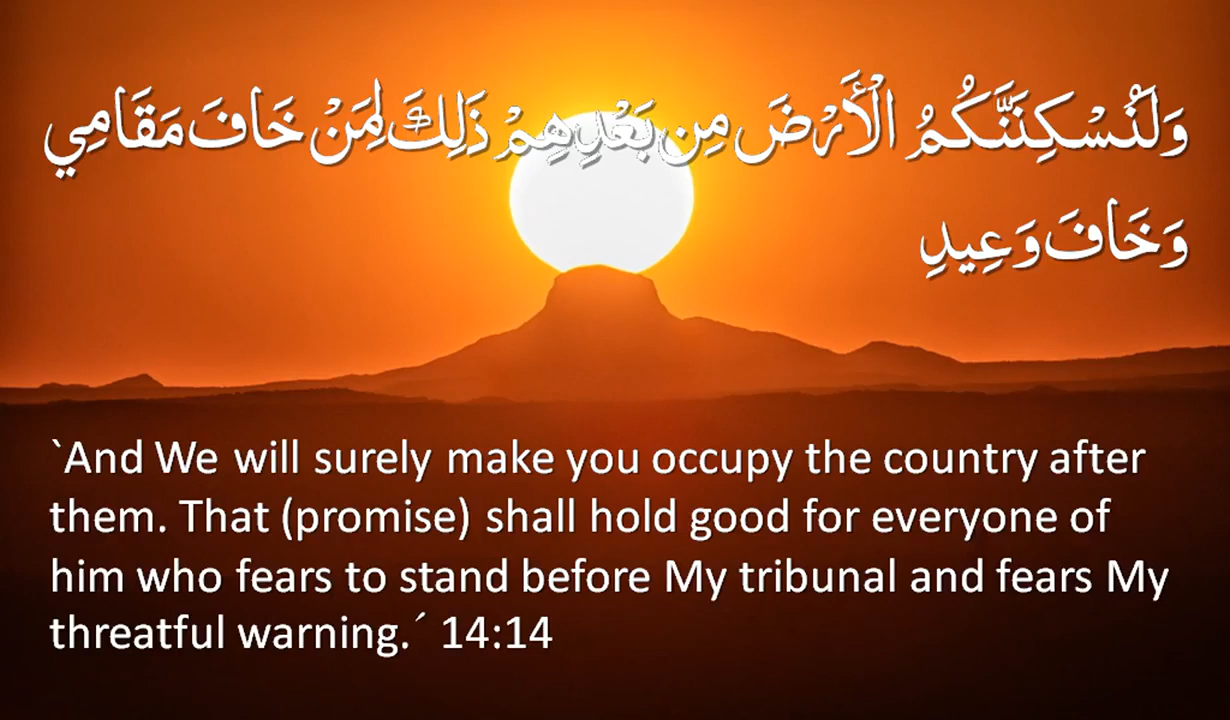 وَلَنُسْكِنَنَّكُمُ الْأَرْضَ مِن بَعْدِهِمْ ذَلِكَ لِمَنْ خَافَ مَقَامِي
وَخَافَ وَعِيدِ
`And We will surely make you occupy the country after
them. That (promise) shall hold good for everyone of
him who fears to stand before My tribunal and fears My
threatful warning.´ 14:14